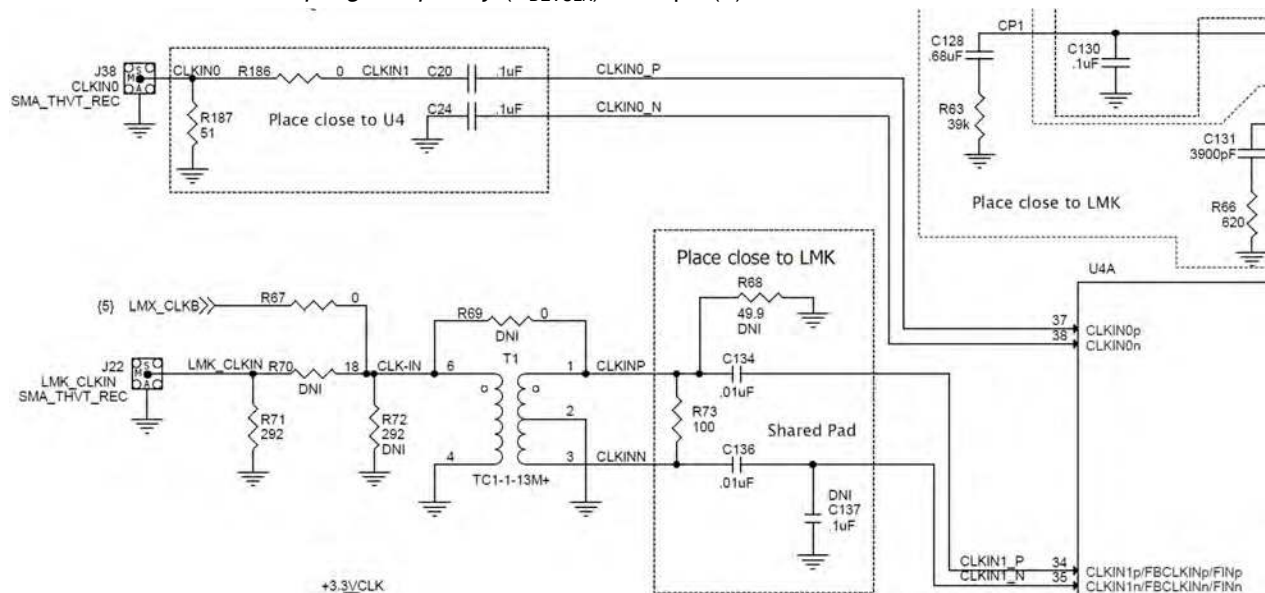 J38
CLKIN0
SMA_THVT_REC
S
M
A
CLKIN0
R186
0
CLKIN1
C20
.1uF
CLKIN0_P
C24
.1uF
CLKIN0_N
R187
51
Place close to U4
C128
.68uF
CP1
C130
.1uF
R63
39k
C131
3900pF
R66
620
Place close to LMK
{5} LMX_CLKB
R67
0
J22
LMK_CLKIN
SMA_THVT_REC
S
M
A
LMK_CLKIN
R70
18
DNI
CLK-IN
R71
292
R72
292
DNI
R69
0
DNI
T1
6
1
2
4
3
TC1-1-13M+
CLKINP
CLKINN
Place close to LMK
R68
49.9
DNI
C134
.01uF
R73
100
Shared Pad
C136
.01uF
DNI
C137
.1uF
U4A
37
CLKIN0p
38
CLKIN0n
CLKIN1_P
34
CLKIN1p/FBCLKINp/FINp
CLKIN1_N
35
CLKIN1n/FBCLKINn/FINn
+3.3VCLK